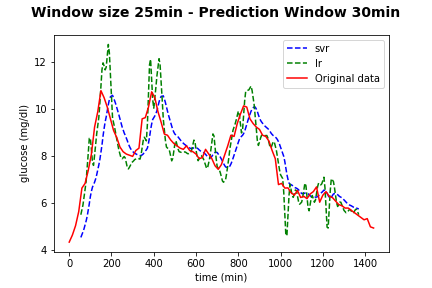 Window size 25min - Prediction Window 30min
svr
lr
Original data
glucose (mg/dl)
12
10
8
6
4
0 200 400 600 800 1000 1200 1400
time (min)